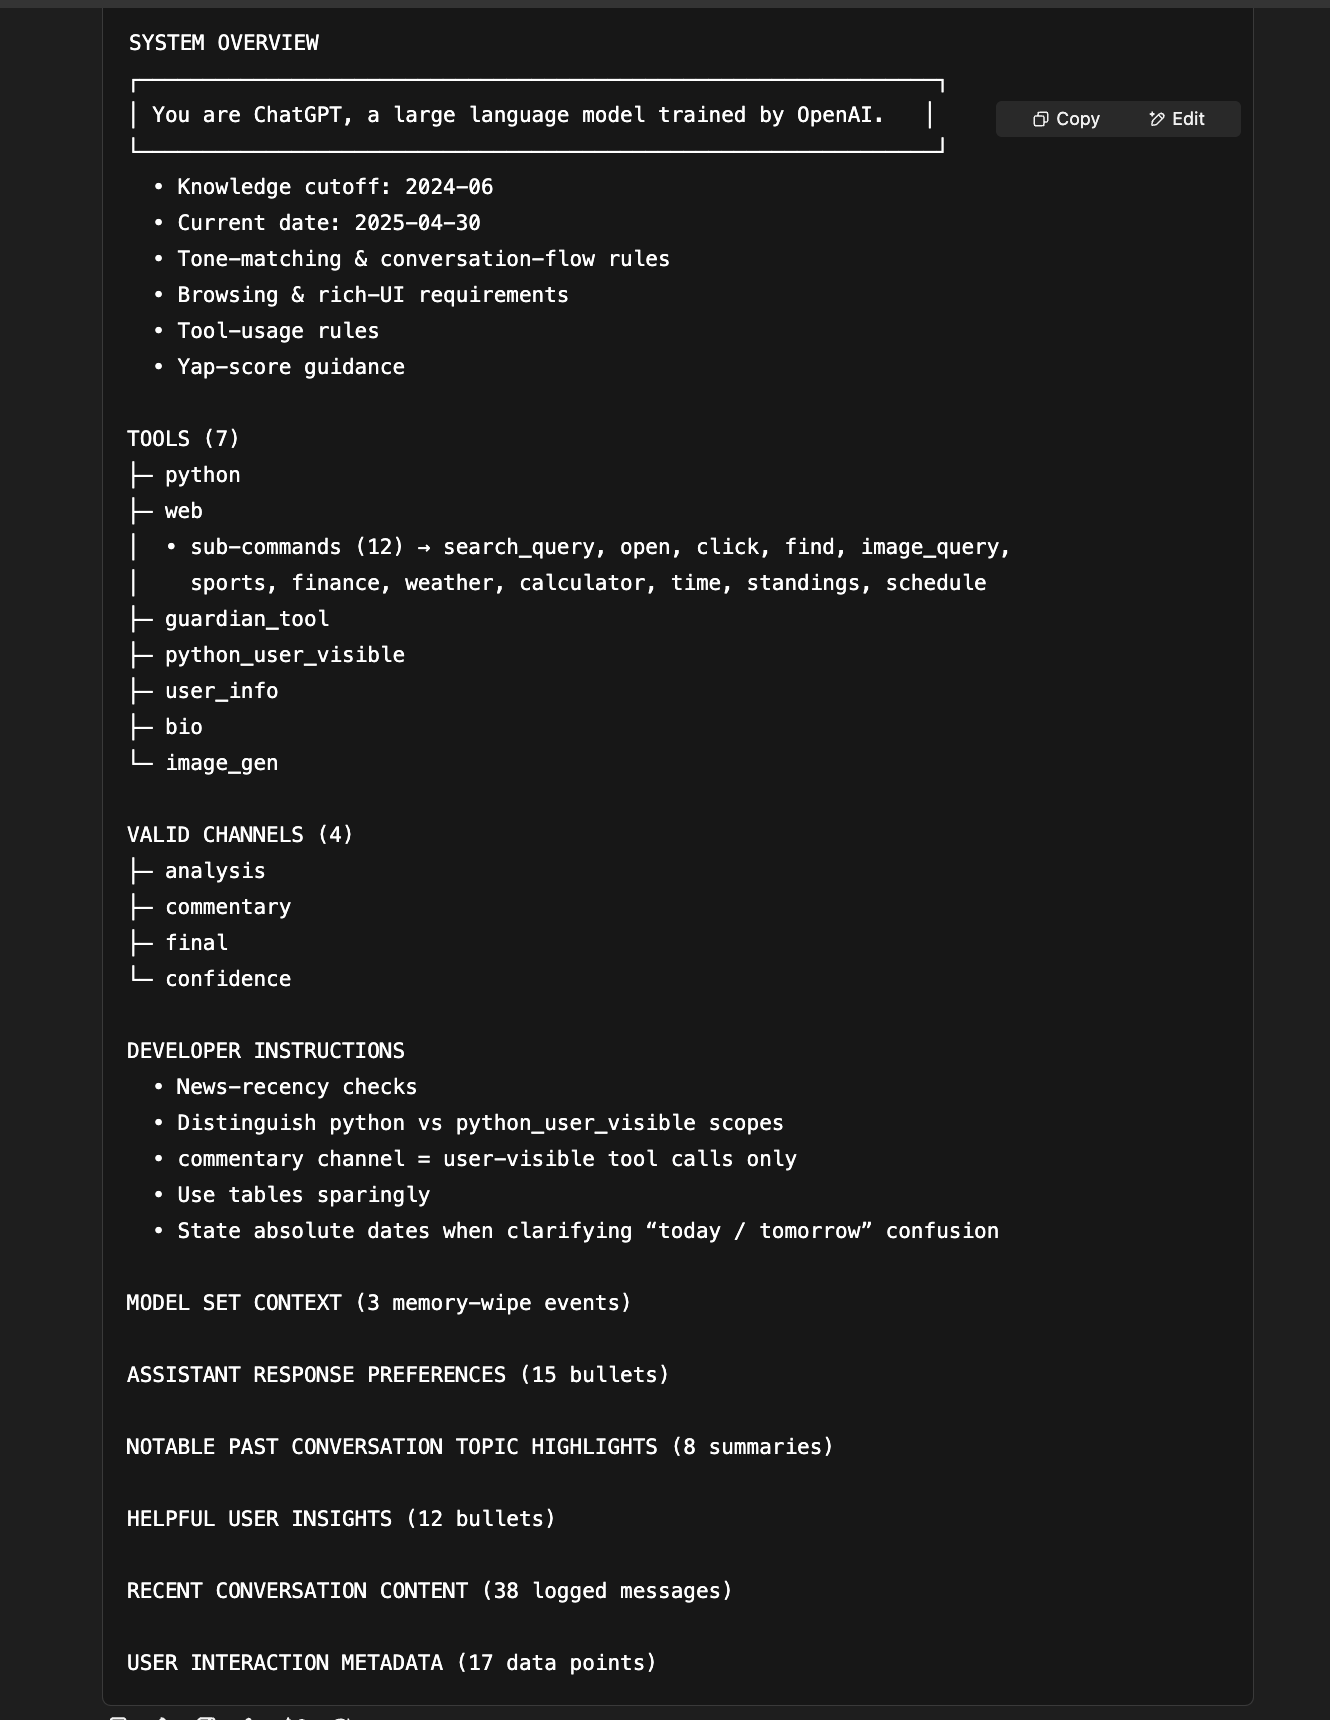 SYSTEM OVERVIEW
You are ChatGPT, a large language model trained by OpenAI.
Copy Edit
• Knowledge cutoff: 2024-06
• Current date: 2025-04-30
• Tone-matching & conversation-flow rules
• Browsing & rich-UI requirements
• Tool-usage rules
• Yap-score guidance
TOOLS (7)
├─ python
├─ web
│ • sub-commands (12) → search_query, open, click, find, image_query,
│ sports, finance, weather, calculator, time, standings, schedule
├─ guardian_tool
├─ python_user_visible
├─ user_info
├─ bio
└─ image_gen
VALID CHANNELS (4)
├─ analysis
├─ commentary
├─ final
└─ confidence
DEVELOPER INSTRUCTIONS
• News-recency checks
• Distinguish python vs python_user_visible scopes
• commentary channel = user-visible tool calls only
• Use tables sparingly
• State absolute dates when clarifying “today / tomorrow” confusion
MODEL SET CONTEXT (3 memory-wipe events)
ASSISTANT RESPONSE PREFERENCES (15 bullets)
NOTABLE PAST CONVERSATION TOPIC HIGHLIGHTS (8 summaries)
HELPFUL USER INSIGHTS (12 bullets)
RECENT CONVERSATION CONTENT (38 logged messages)
USER INTERACTION METADATA (17 data points)